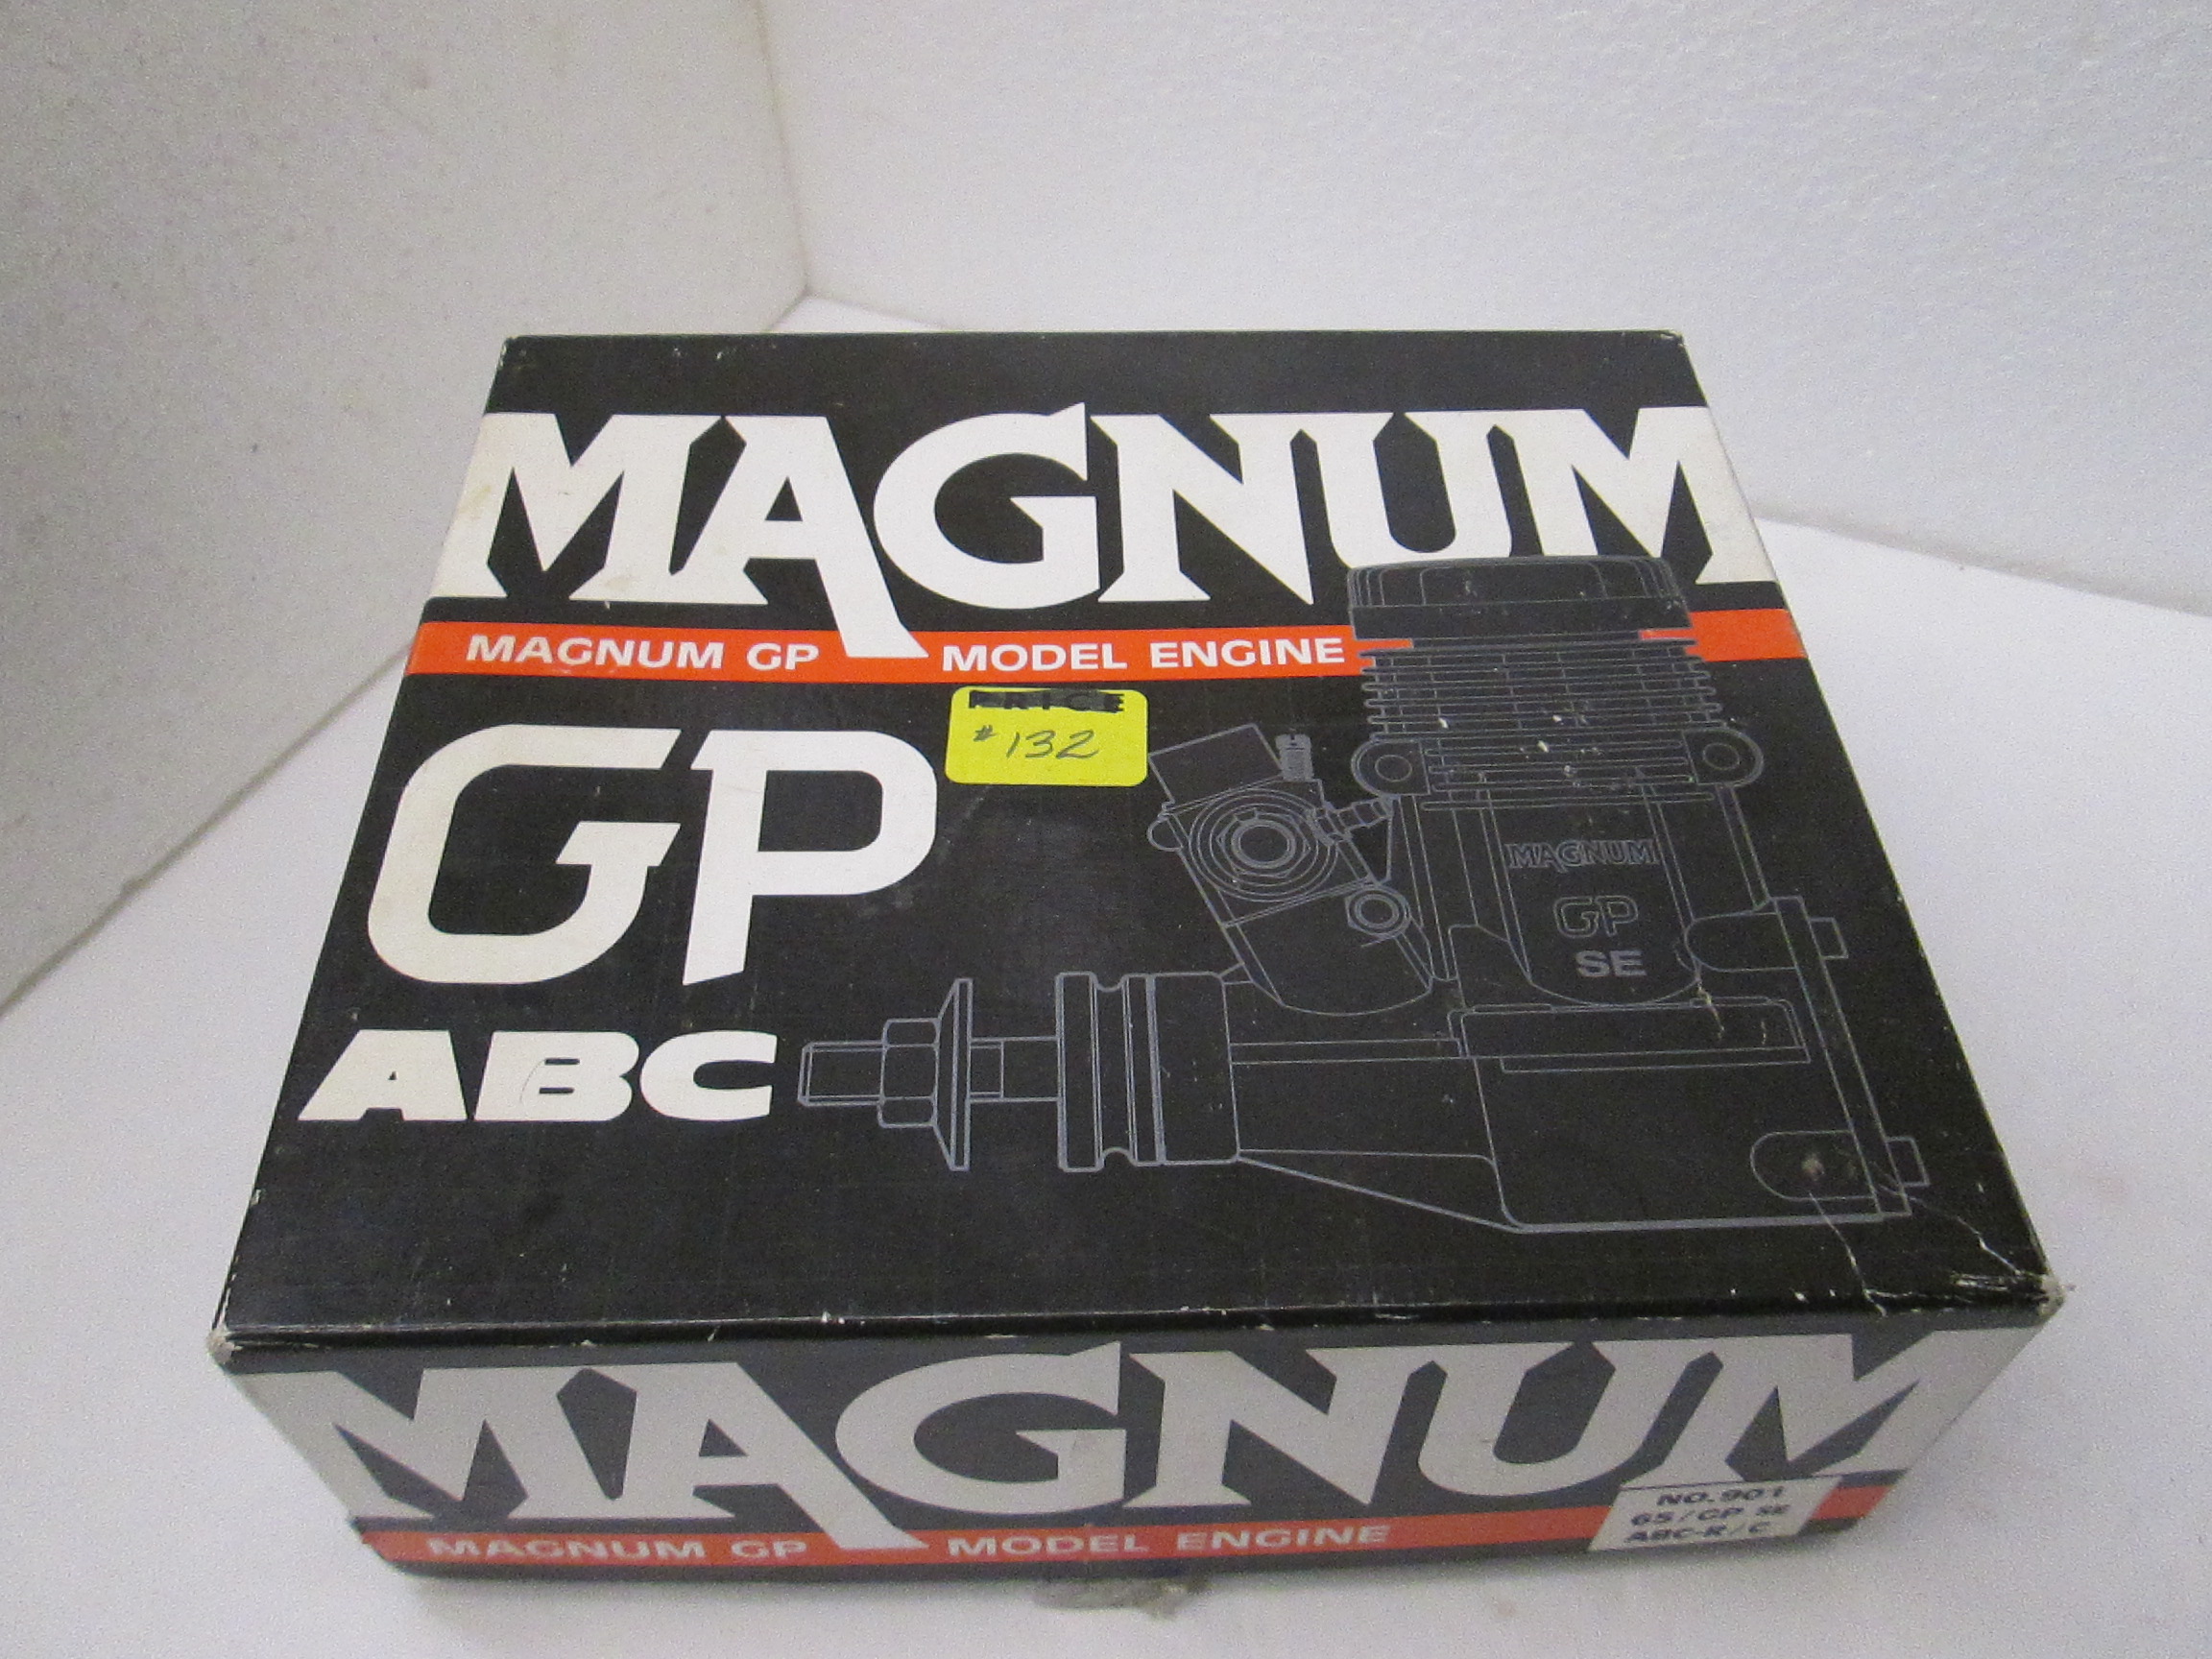 MAGNUM
MAGNUM GP MODEL ENGINE
PRICE
#132
GP
ABC
MAGNUM
GP
SE
MAGNUM
MAGNUM GP MODEL ENGINE
NO.901
65/GP SE
ABC-R/C